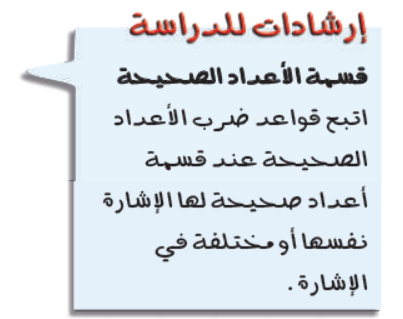 إرشادات للدراسة
قسمة الأعداد الصحيحة
اتبع قواعد ضرب الأعداد
الصحيحة عند قسمة
أعداد صحيحة لها الإشارة
نفسها أو مختلفة في
الإشارة.